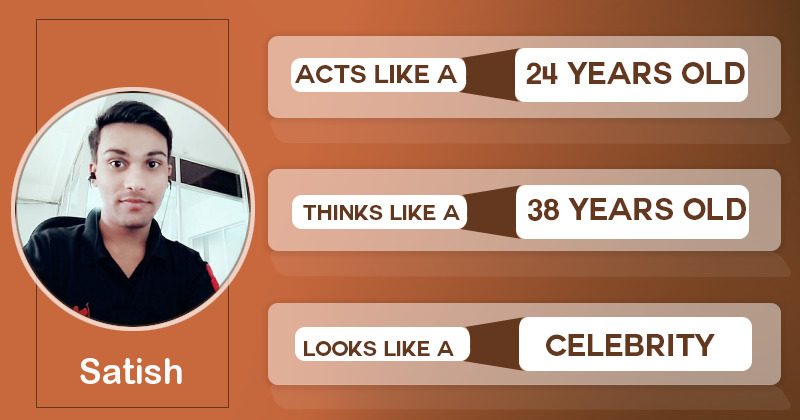 ACTS LIKE A 24 YEARS OLD
THINKS LIKE A 38 YEARS OLD
LOOKS LIKE A CELEBRITY
Satish